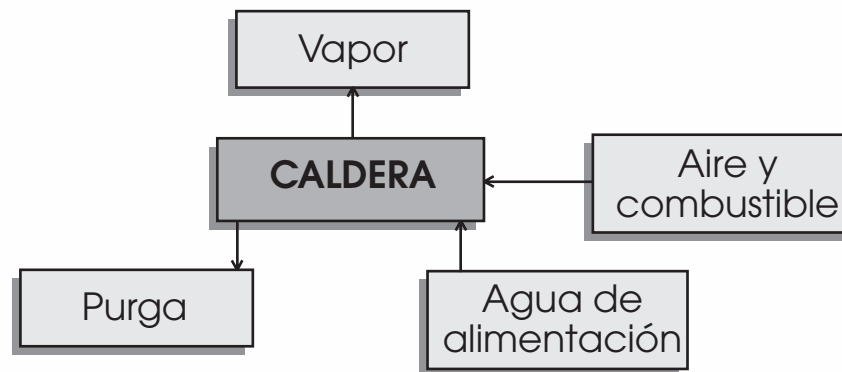 Vapor
CALDERA
Aire y
combustible
Purga
Agua de
alimentación